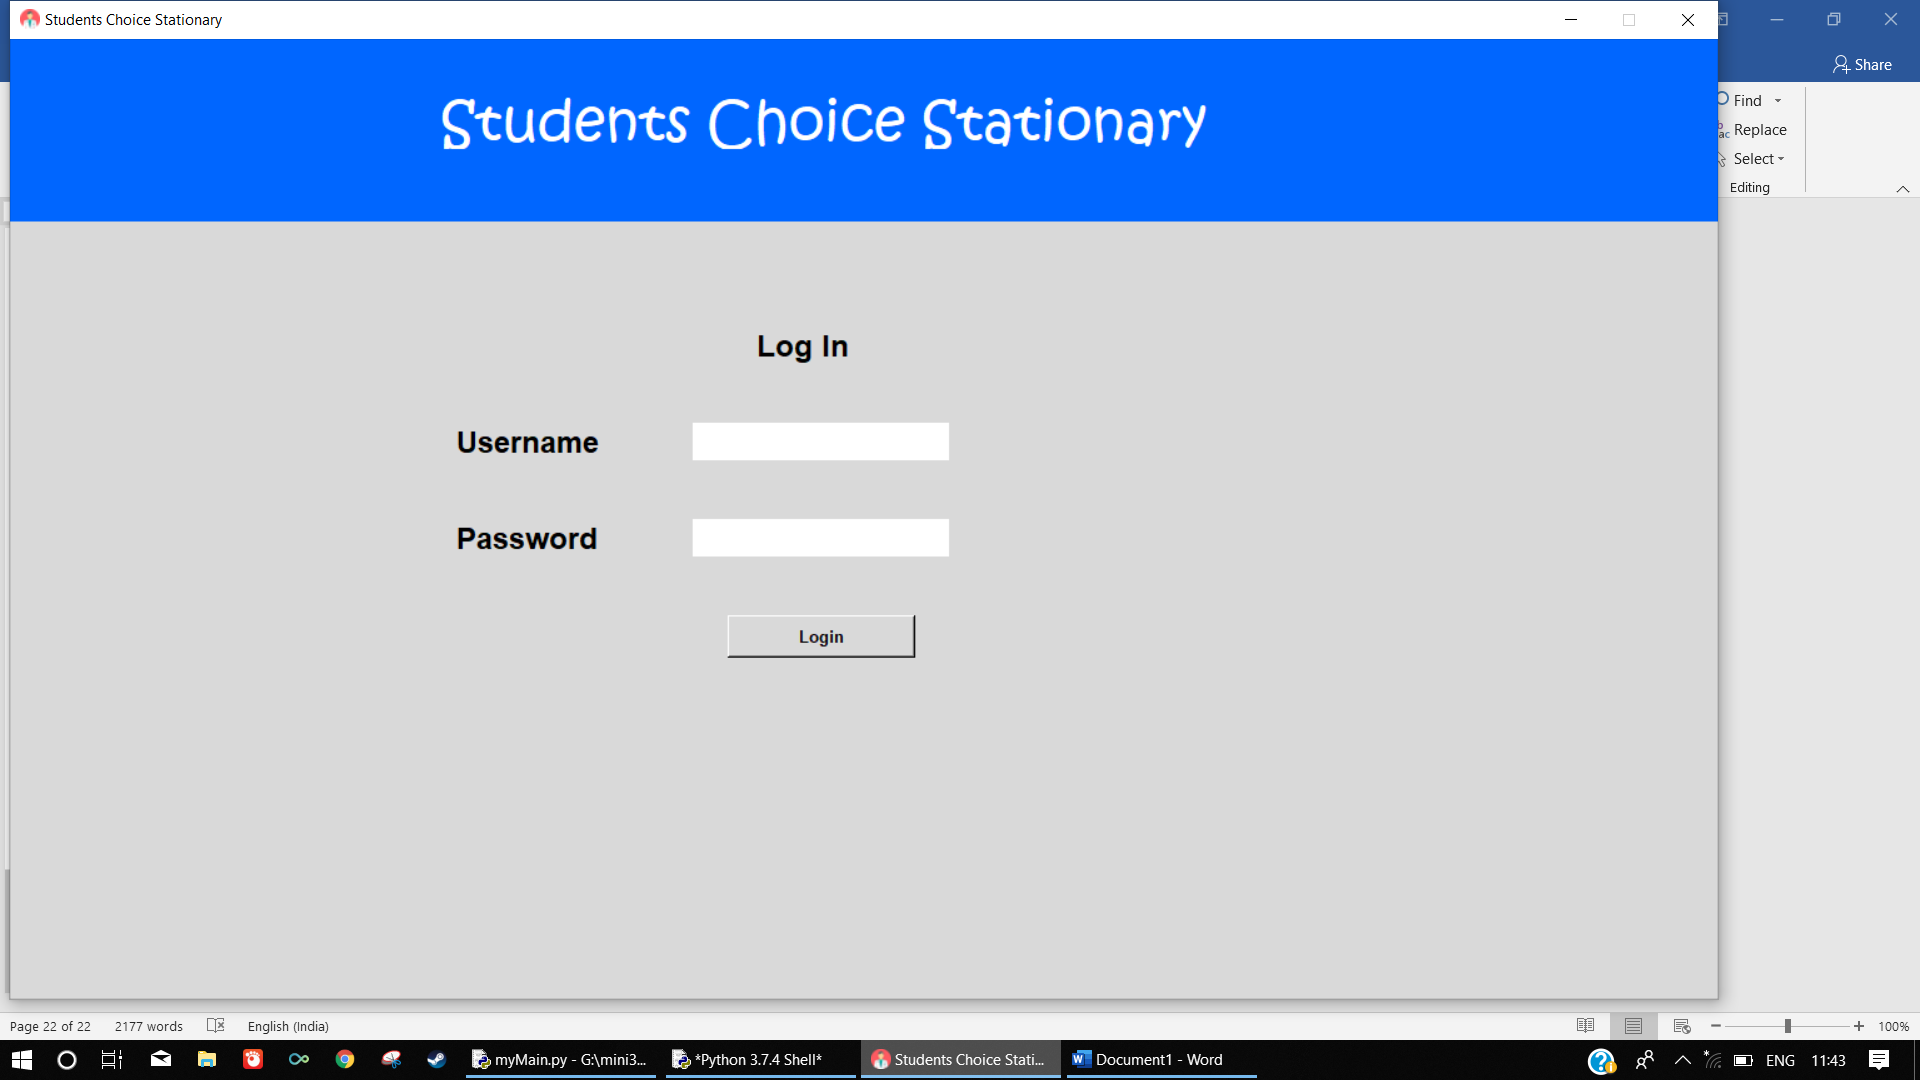 Students Choice Stationary
Share
Students Choice Stationary
Find
Replace
Select
Editing
Log In
Username
Password
Login
Page 22 of 22 2177 words English (India) 100%
myMain.py - G:\mini3... *Python 3.7.4 Shell* Students Choice Stati... Document1 - Word ENG 11:43